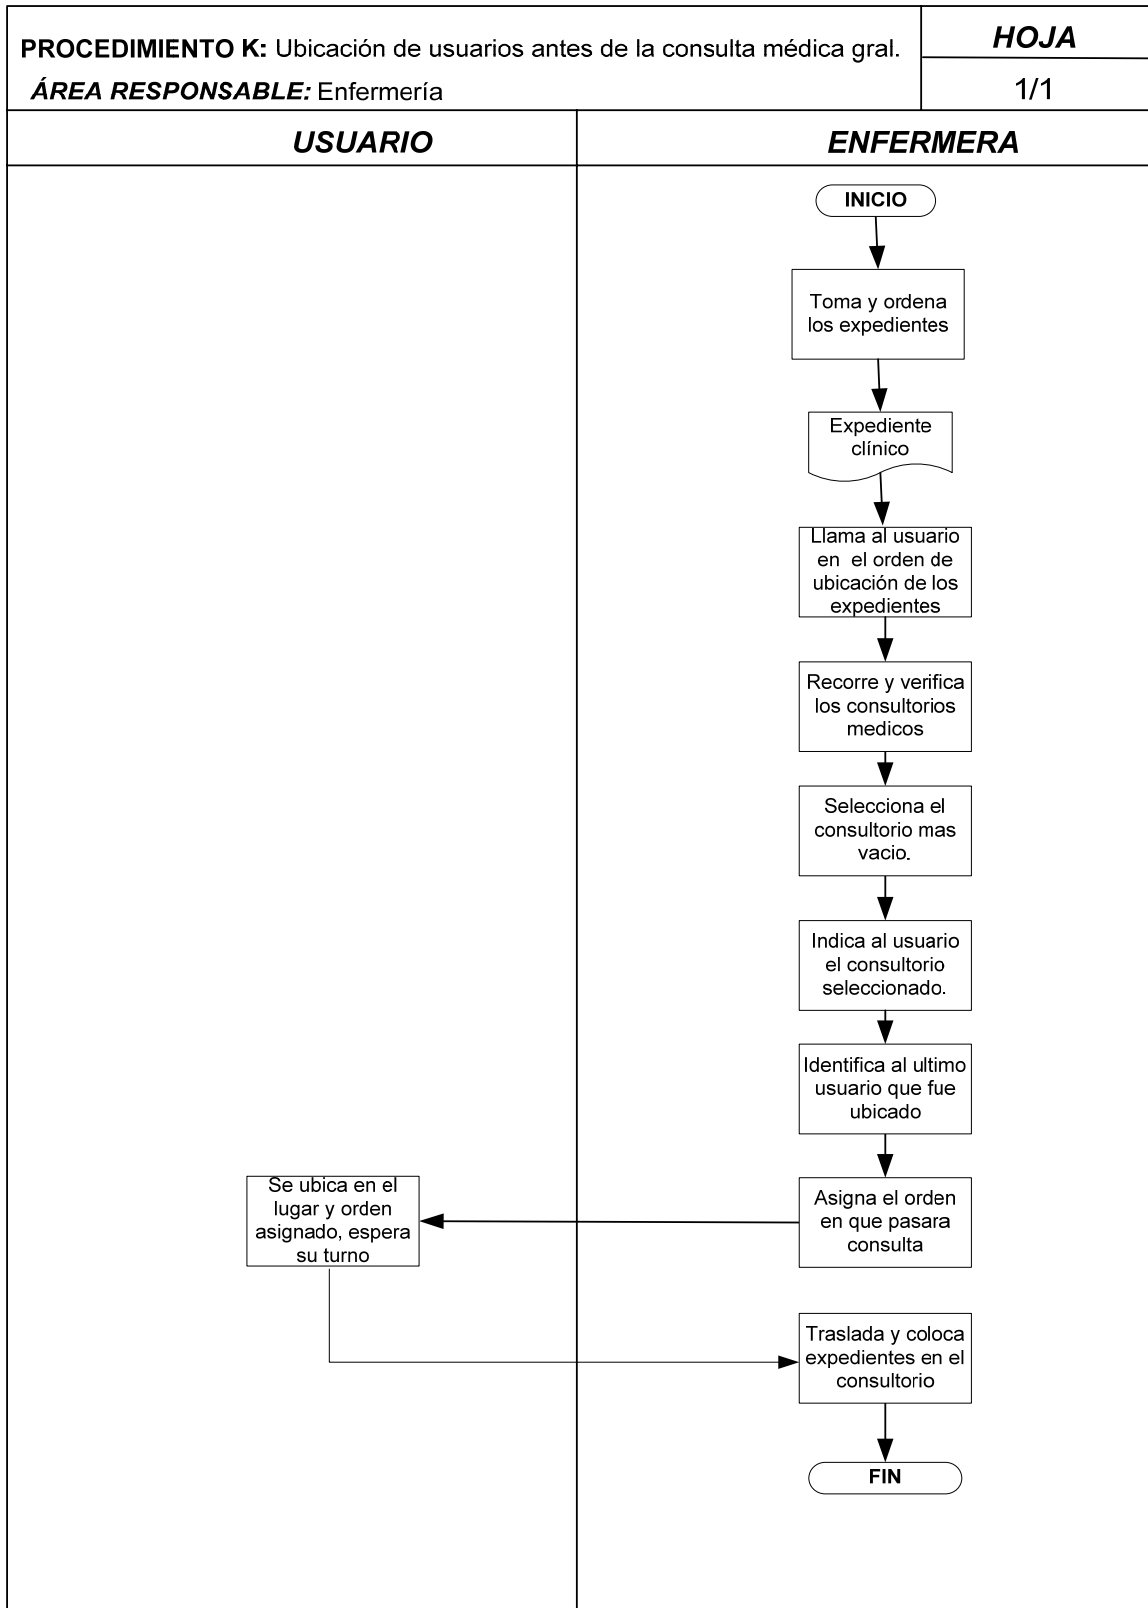 PROCEDIMIENTO K: Ubicación de usuarios antes de la consulta médica gral.
ÁREA RESPONSABLE: Enfermería
HOJA
1/1
USUARIO
ENFERMERA
INICIO
Toma y ordena
los expedientes
Expediente
clínico
Llama al usuario
en el orden de
ubicación de los
expedientes
Recorre y verifica
los consultorios
medicos
Selecciona el
consultorio mas
vacio.
Indica al usuario
el consultorio
seleccionado.
Identifica al ultimo
usuario que fue
ubicado
Asigna el orden
en que pasara
consulta
Se ubica en el
lugar y orden
asignado, espera
su turno
Traslada y coloca
expedientes en el
consultorio
FIN